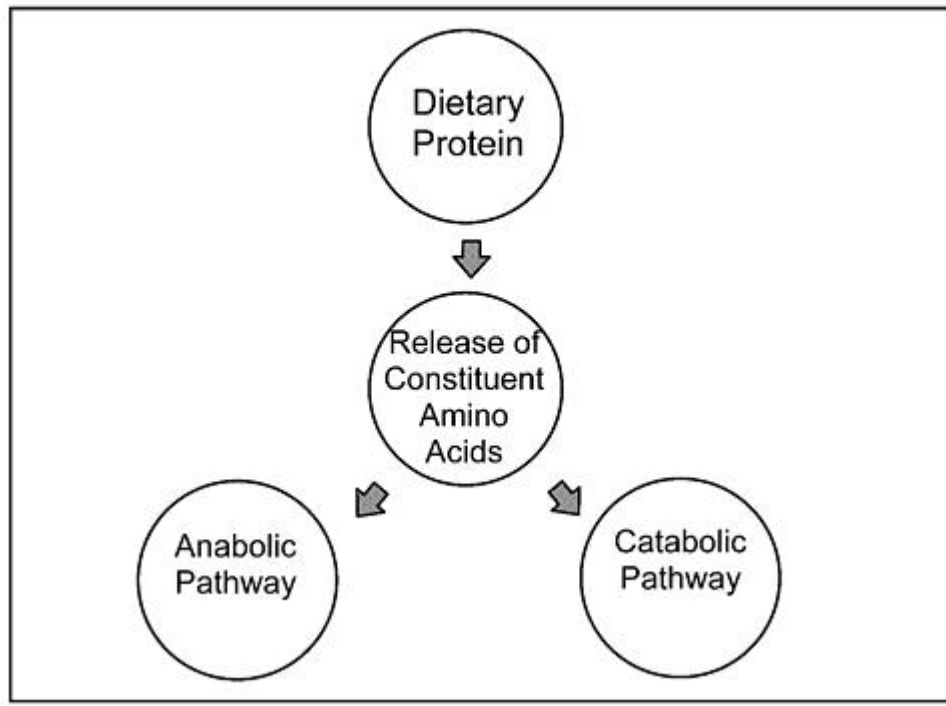 Dietary
Protein
Release of
Constituent
Amino
Acids
Anabolic
Pathway
Catabolic
Pathway